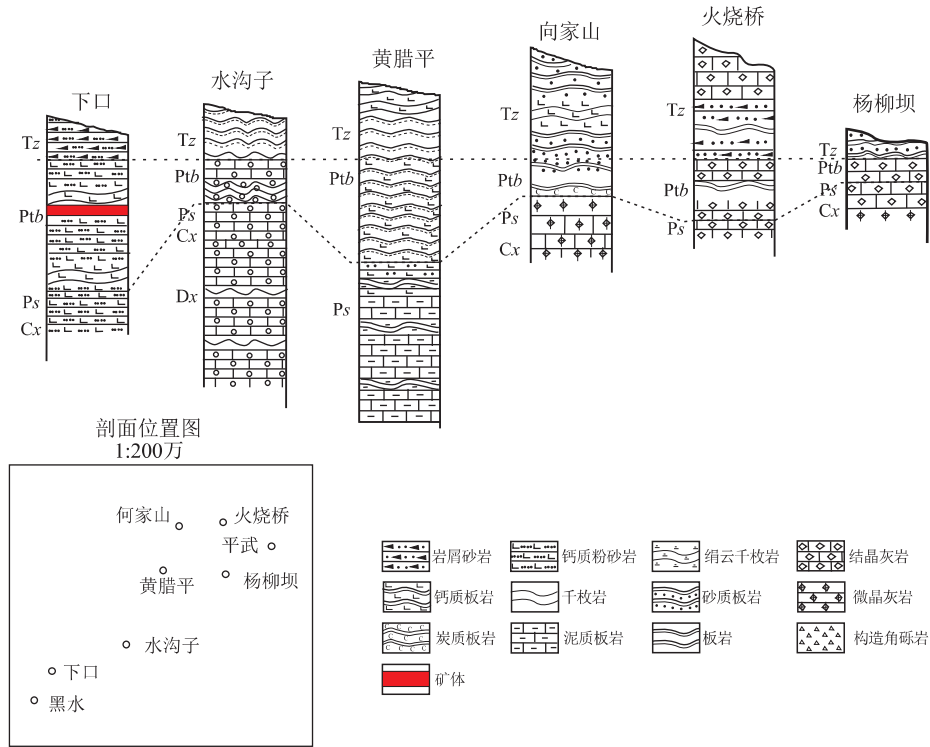 下口
水沟子
黄腊平
向家山
火烧桥
杨柳坝
Tz
Ptb
Ps
Cx
Tz
Ptb
Ps
Cx
Dx
Tz
Ptb
Ps
Tz
Ptb
Ps
Cx
Tz
Ptb
Ps
Tz
Ptb
Ps
Cx
剖面位置图
1:200万
何家山
火烧桥
平武
黄腊平
杨柳坝
水沟子
下口
黑水
岩屑砂岩
钙质粉砂岩
绢云千枚岩
结晶灰岩
钙质板岩
千枚岩
砂质板岩
微晶灰岩
炭质板岩
泥质板岩
板岩
构造角砾岩
矿体